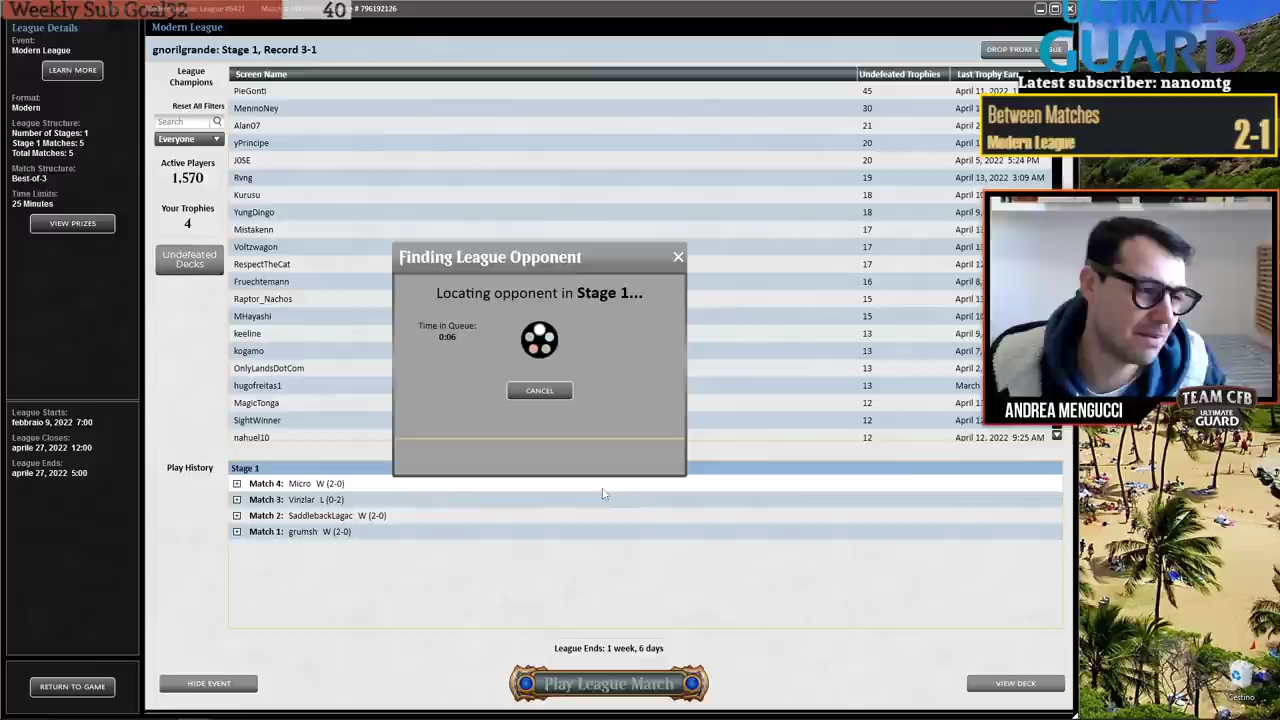 Weekly Sub Goal
40
Modern League: League #6421
# 796192126
League Details
Event:
Modern League
LEARN MORE
Format:
Modern
League Structure:
Number of Stages: 1
Stage 1 Matches: 5
Total Matches: 5
Match Structure:
Best-of-3
Time Limits:
25 Minutes
VIEW PRIZES
League Starts:
febbraio 9, 2022 7:00
League Closes:
aprile 27, 2022 12:00
League Ends:
aprile 27, 2022 5:00
RETURN TO GAME
Modern League
gnorilgrande: Stage 1, Record 3-1
DROP FROM
League
Champions
Reset All Filters
Search
Everyone
Active Players
1,570
Your Trophies
4
Undefeated
Decks
Screen Name Undefeated Trophies Last Trophy
PieGonti 45 April 11, 2022
MeninoNey 30 April
Alan07 21 April
yPrincipe 20 April
J0SE 20 April 5, 2022 5:24 PM
Rvng 19 April 13, 2022 3:09 AM
Kurusu 18 April
YungDingo 18 April 9,
Mistakenn 17 April
Voltzwagon 17 April
RespectTheCat 17 April
Fruechtemann 16 April 8,
Raptor_Nachos 15 April
MHayashi 15 April
keeline 13 April 9,
kogamo 13 April 7,
OnlyLandsDotCom 13 April 2,
hugofreitas1 13 March
MagicTonga 12 April
SightWinner 12 April
nahuel10 12 April 12, 2022 9:25 AM
Finding League Opponent
Locating opponent in Stage 1...
Time in Queue:
0:06
CANCEL
Play History
Stage 1
Match 4: Micro W (2-0)
Match 3: Vinzlar L (0-2)
Match 2: SaddlebackLagac W (2-0)
Match 1: grumsh W (2-0)
League Ends: 1 week, 6 days
HIDE EVENT
Play League Match
VIEW DECK
ULTIMATE
GUARD
Latest subscriber: nanomtg
Between Matches
Modern League
2-1
ANDREA MENGUCCI
TEAM CFB
ULTIMATE
GUARD
Cestino